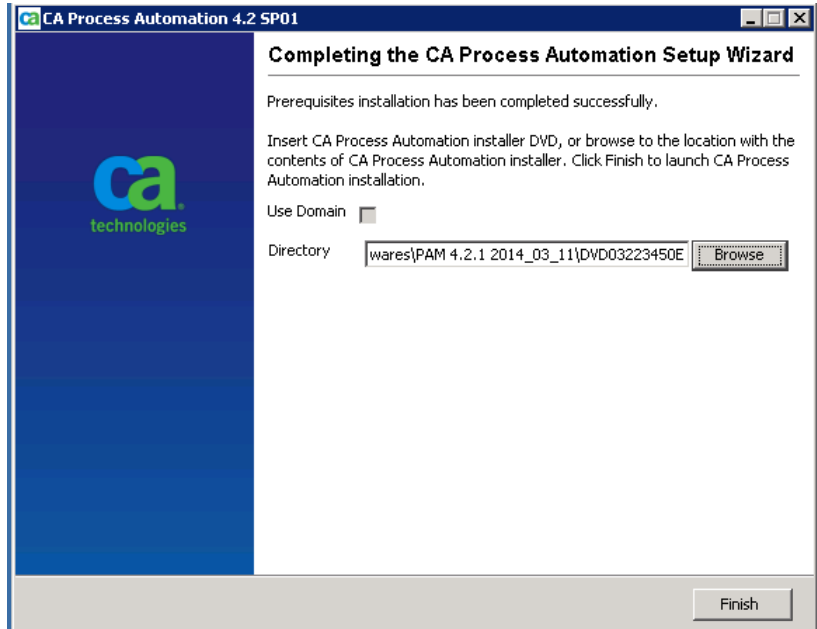 ca CA Process Automation 4.2 SP01
Completing the CA Process Automation Setup Wizard
Prerequisites installation has been completed successfully.
Insert CA Process Automation installer DVD, or browse to the location with the
contents of CA Process Automation installer. Click Finish to launch CA Process
Automation installation.
ca
technologies
Use Domain
Directory
wares\PAM 4.2.1 2014_03_11\DVD03223450E
Browse
Finish